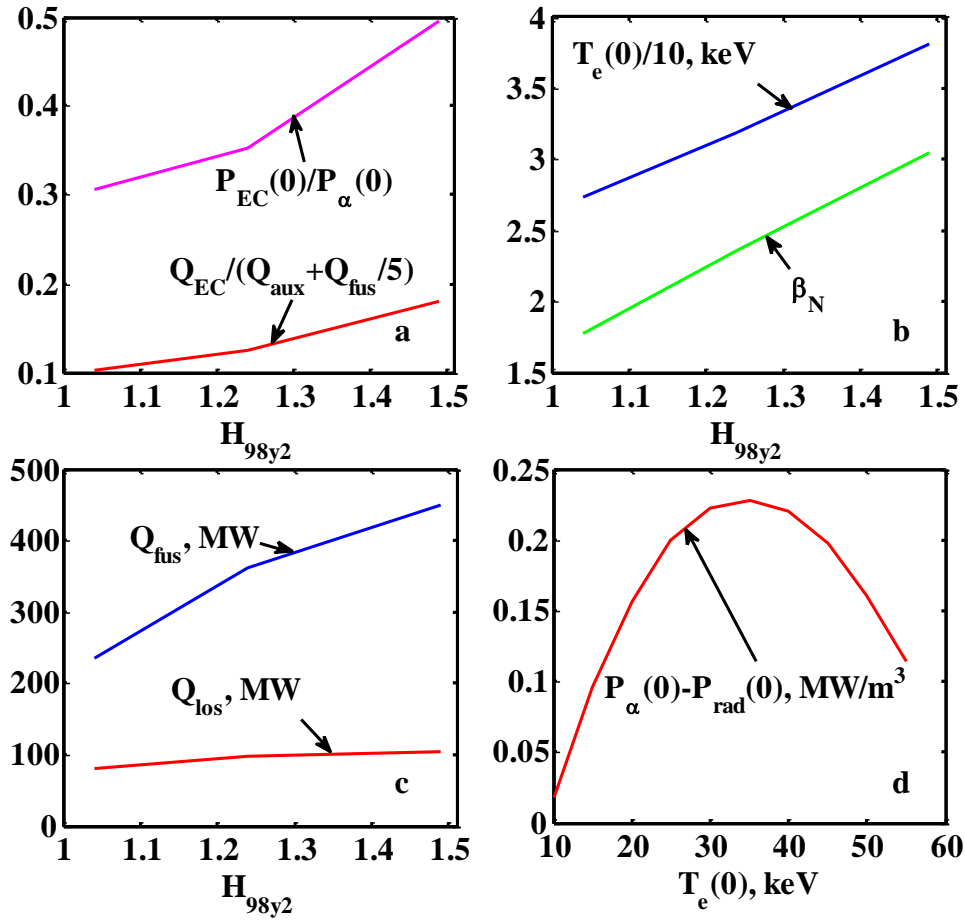 0.5
0.4
0.3
0.2
0.1
P_EC(0)/P_α(0)
Q_EC/(Q_aux+Q_fus/5)
a
1 1.1 1.2 1.3 1.4 1.5
H_98y2
4
3.5
3
2.5
2
1.5
T_e(0)/10, keV
β_N
b
1 1.1 1.2 1.3 1.4 1.5
H_98y2
500
400
300
200
100
0
Q_fus, MW
Q_los, MW
c
1 1.1 1.2 1.3 1.4 1.5
H_98y2
0.25
0.2
0.15
0.1
0.05
0
P_α(0)-P_rad(0), MW/m^3
d
10 20 30 40 50 60
T_e(0), keV